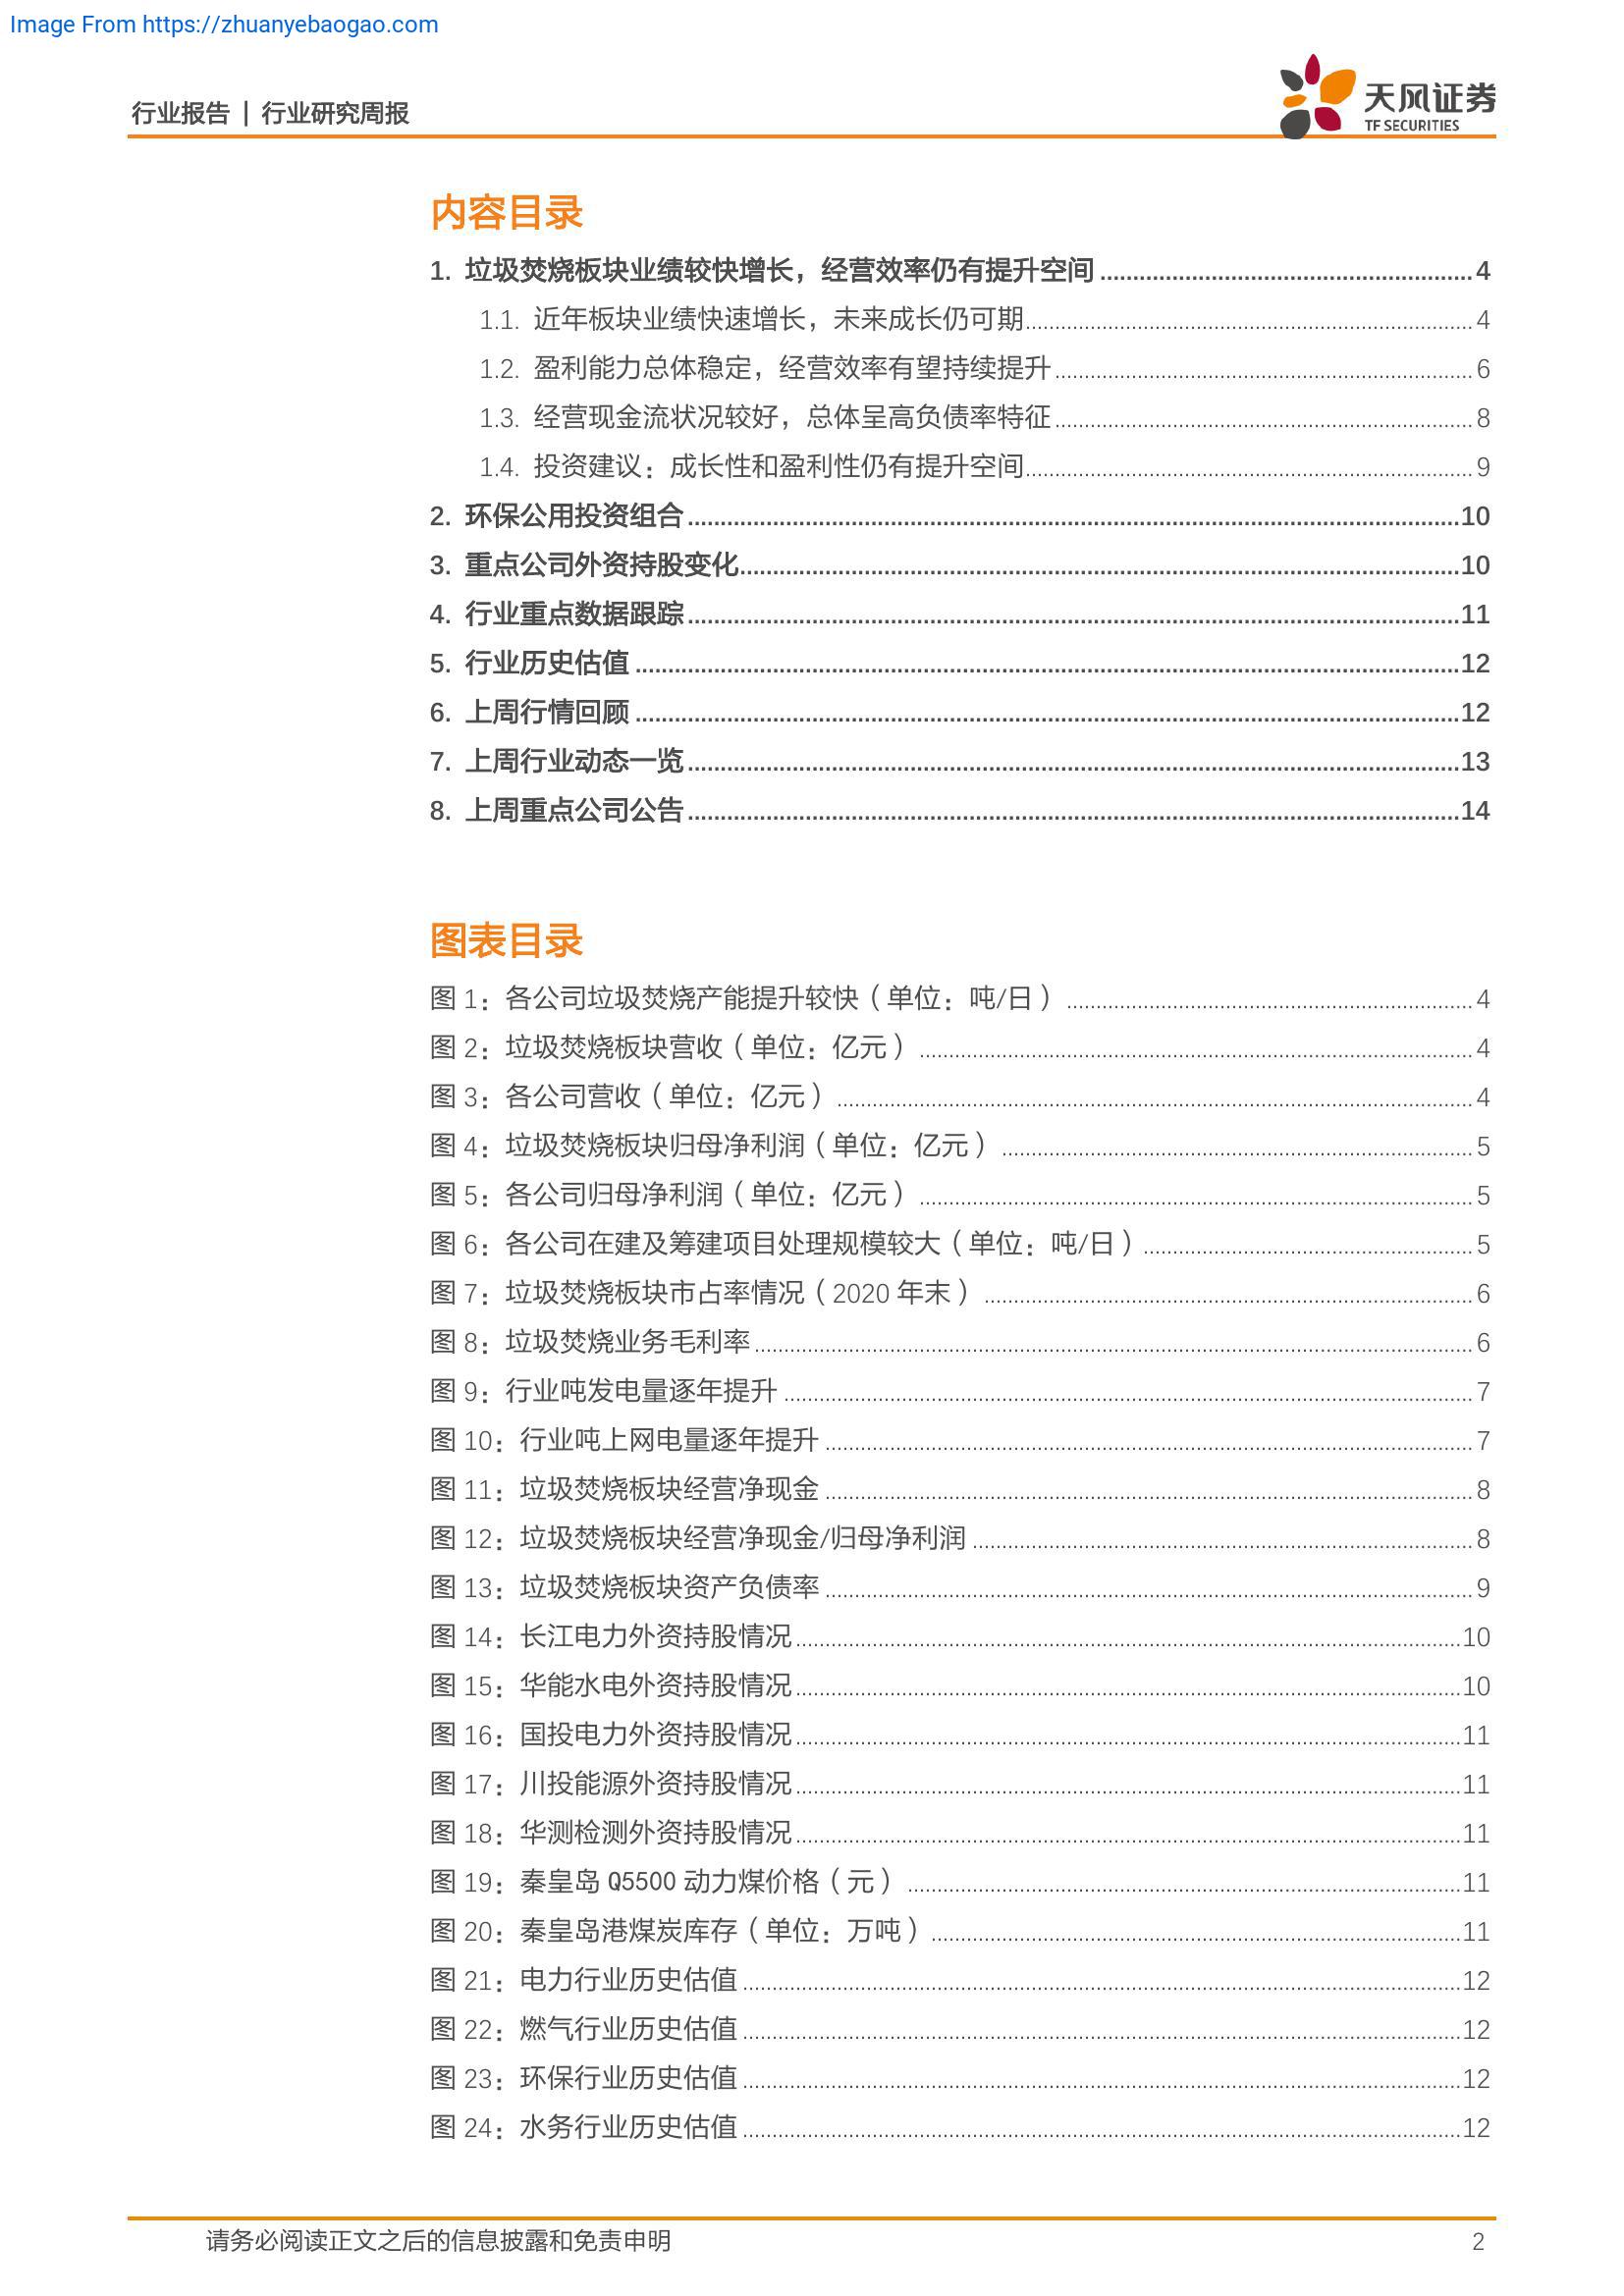 Image From https://zhuanyebaogao.com
行业报告 | 行业研究周报
天风证券
TF SECURITIES
内容目录
1. 垃圾焚烧板块业绩较快增长，经营效率仍有提升空间 4
1.1. 近年板块业绩快速增长，未来成长仍可期 4
1.2. 盈利能力总体稳定，经营效率有望持续提升 6
1.3. 经营现金流状况较好，总体呈高负债率特征 8
1.4. 投资建议：成长性和盈利性仍有提升空间 9
2. 环保公用投资组合 10
3. 重点公司外资持股变化 10
4. 行业重点数据跟踪 11
5. 行业历史估值 12
6. 上周行情回顾 12
7. 上周行业动态一览 13
8. 上周重点公司公告 14
图表目录
图 1：各公司垃圾焚烧产能提升较快（单位：吨/日） 4
图 2：垃圾焚烧板块营收（单位：亿元） 4
图 3：各公司营收（单位：亿元） 4
图 4：垃圾焚烧板块归母净利润（单位：亿元） 5
图 5：各公司归母净利润（单位：亿元） 5
图 6：各公司在建及筹建项目处理规模较大（单位：吨/日） 5
图 7：垃圾焚烧板块市占率情况（2020 年末） 6
图 8：垃圾焚烧业务毛利率 6
图 9：行业吨发电量逐年提升 7
图 10：行业吨上网电量逐年提升 7
图 11：垃圾焚烧板块经营净现金 8
图 12：垃圾焚烧板块经营净现金/归母净利润 8
图 13：垃圾焚烧板块资产负债率 9
图 14：长江电力外资持股情况 10
图 15：华能水电外资持股情况 10
图 16：国投电力外资持股情况 11
图 17：川投能源外资持股情况 11
图 18：华测检测外资持股情况 11
图 19：秦皇岛 Q5500 动力煤价格（元） 11
图 20：秦皇岛港煤炭库存（单位：万吨） 11
图 21：电力行业历史估值 12
图 22：燃气行业历史估值 12
图 23：环保行业历史估值 12
图 24：水务行业历史估值 12
请务必阅读正文之后的信息披露和免责申明 2